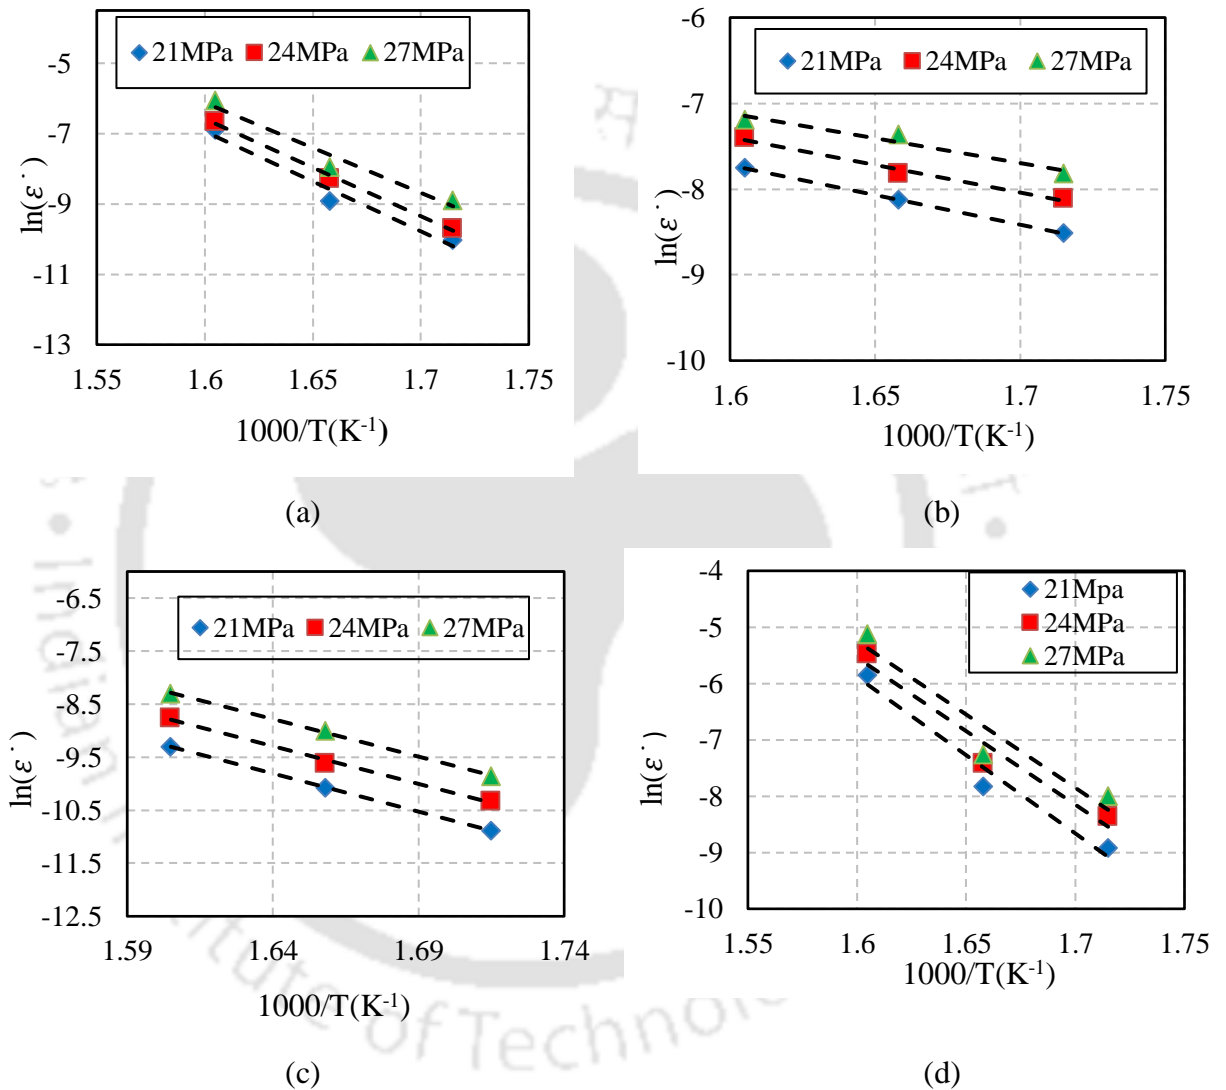 21MPa 24MPa 27MPa
-5
-7
-9
-11
-13
ln(ε˙)
1.55 1.6 1.65 1.7 1.75
1000/T(K-1)
(a)
21MPa 24MPa 27MPa
-6
-7
-8
-9
-10
ln(ε˙)
1.6 1.65 1.7 1.75
1000/T(K-1)
(b)
21MPa 24MPa 27MPa
-6.5
-7.5
-8.5
-9.5
-10.5
-11.5
-12.5
ln(ε˙)
1.59 1.64 1.69 1.74
1000/T(K-1)
(c)
21Mpa
24MPa
27MPa
-4
-5
-6
-7
-8
-9
-10
ln(ε˙)
1.55 1.6 1.65 1.7 1.75
1000/T(K-1)
(d)
Indian
tute of Technolo